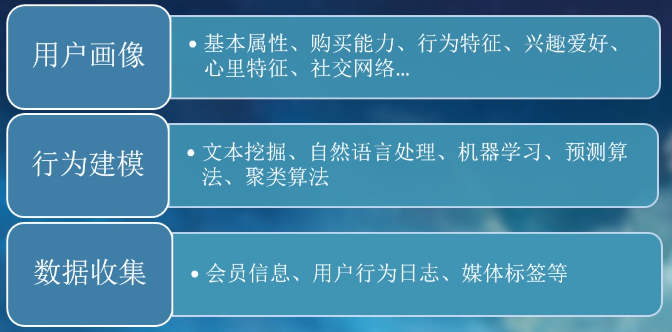 用户画像
• 基本属性、购买能力、行为特征、兴趣爱好、
心里特征、社交网络...
行为建模
• 文本挖掘、自然语言处理、机器学习、预测算
法、聚类算法
数据收集
• 会员信息、用户行为日志、媒体标签等